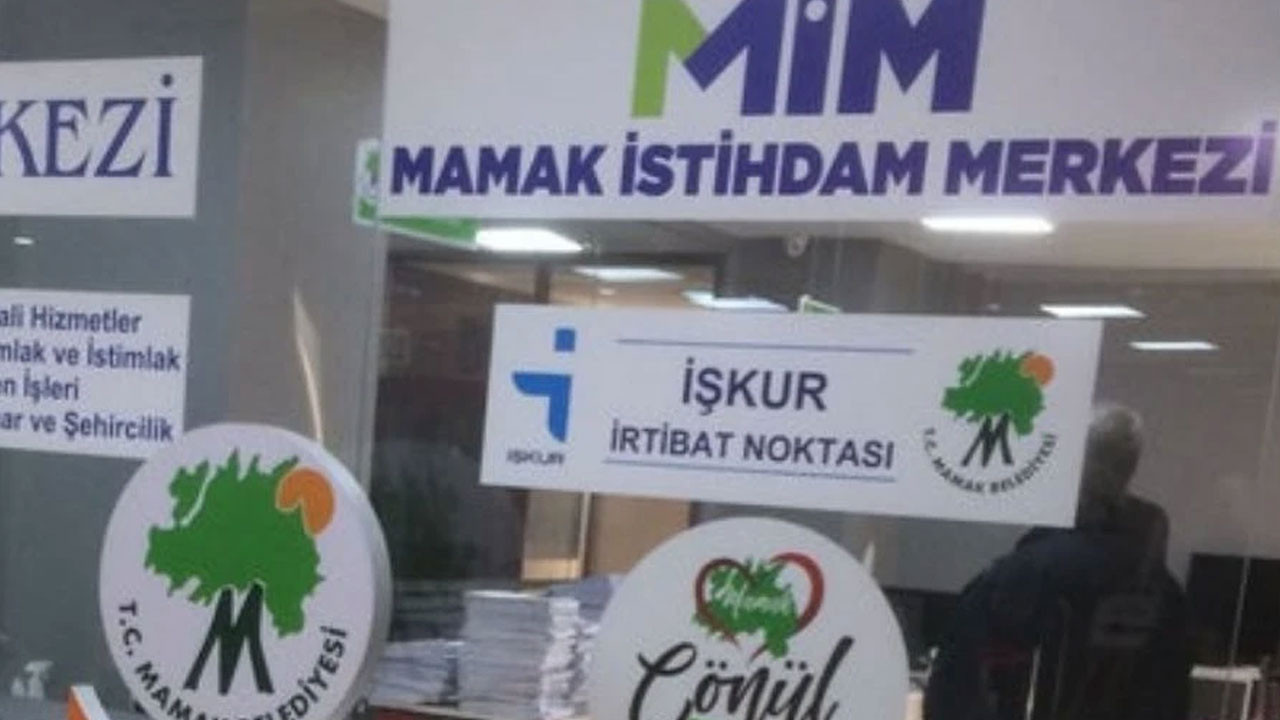 KEZİ
MİM
MAMAK İSTİHDAM MERKEZİ
ali Hizmetler
mlak ve İstimlak
n İşleri
ar ve Şehircilik
İŞKUR
İŞKUR
İRTİBAT NOKTASI
T.C. MAMAK BELEDİYESİ
T.C. MAMAK BELEDİYESİ
Gönül